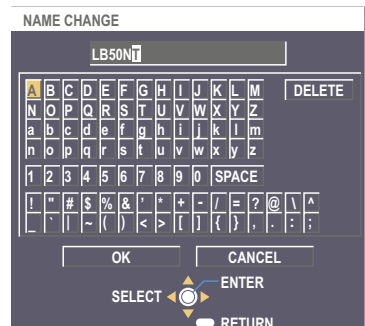 NAME CHANGE
LB50NT
A B C D E F G H I J K L M DELETE
N O P Q R S T U V W X Y Z
a b c d e f g h i j k l m
n o p q r s t u v w x y z
1 2 3 4 5 6 7 8 9 0 SPACE
! " # $ % & ' * + - / = ? @ \ ^
_ ` | ~ ( ) < > [ ] { } , . : ;
OK CANCEL
ENTER
SELECT
RETURN